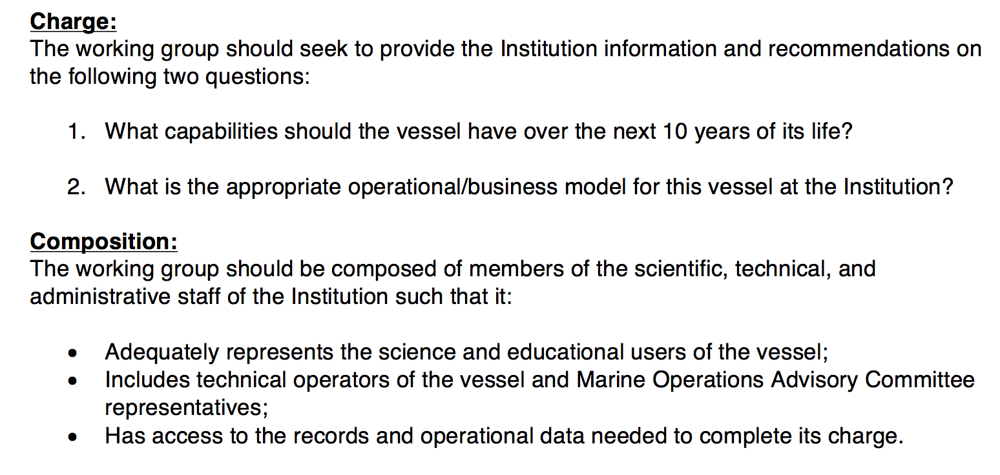 Charge:
The working group should seek to provide the Institution information and recommendations on
the following two questions:
1. What capabilities should the vessel have over the next 10 years of its life?
2. What is the appropriate operational/business model for this vessel at the Institution?
Composition:
The working group should be composed of members of the scientific, technical, and
administrative staff of the Institution such that it:
• Adequately represents the science and educational users of the vessel;
• Includes technical operators of the vessel and Marine Operations Advisory Committee
representatives;
• Has access to the records and operational data needed to complete its charge.